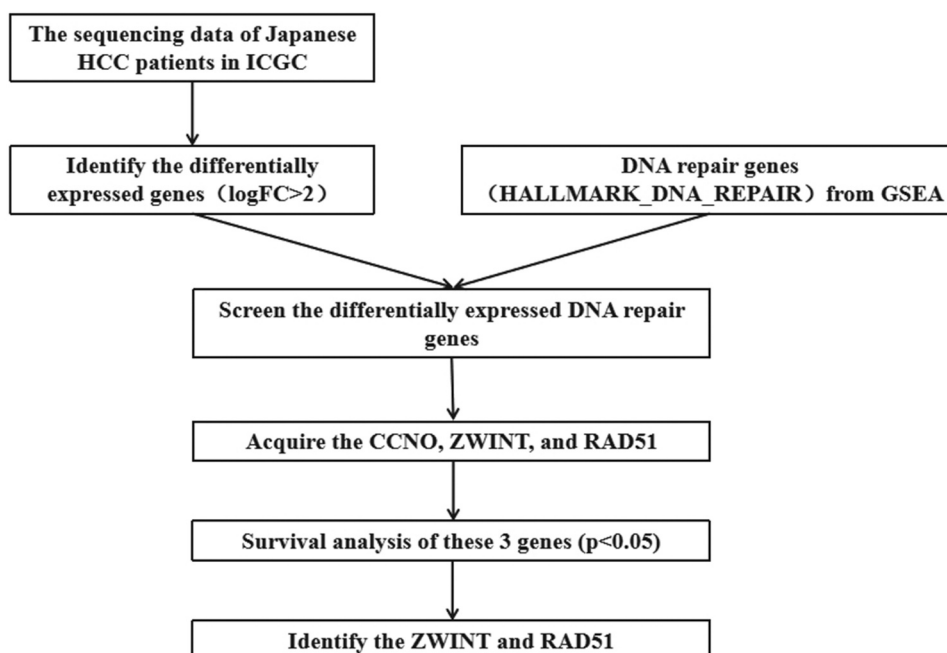 The sequencing data of Japanese
HCC patients in ICGC
Identify the differentially
expressed genes（logFC>2）
DNA repair genes
（HALLMARK_DNA_REPAIR）from GSEA
Screen the differentially expressed DNA repair
genes
Acquire the CCNO, ZWINT, and RAD51
Survival analysis of these 3 genes (p<0.05)
Identify the ZWINT and RAD51